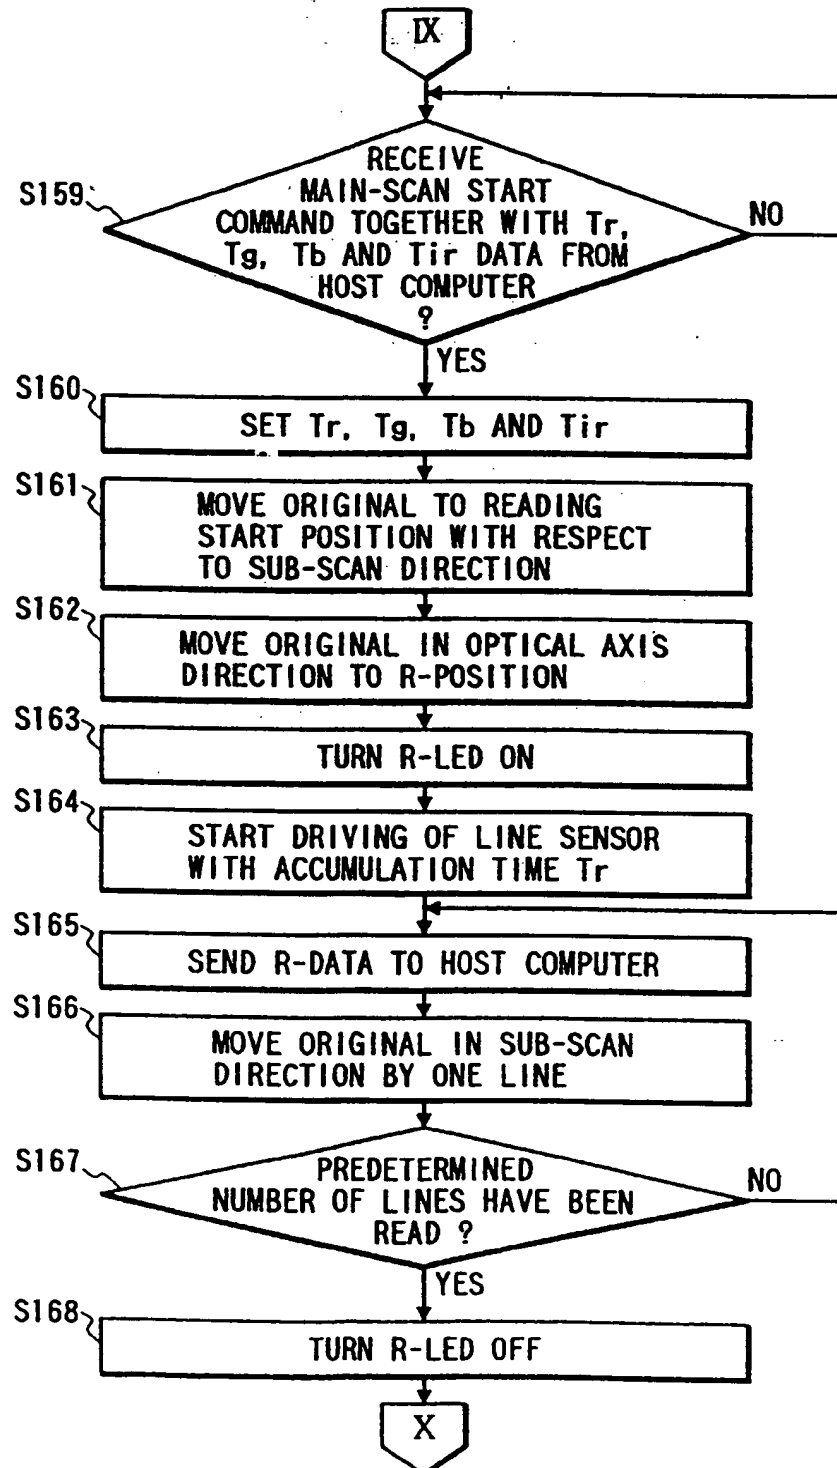 IX
RECEIVE
MAIN-SCAN START
COMMAND TOGETHER WITH Tr,
Tg, Tb AND Tir DATA FROM
HOST COMPUTER
?
S159
NO
YES
S160
SET Tr, Tg, Tb AND Tir
S161
MOVE ORIGINAL TO READING
START POSITION WITH RESPECT
TO SUB-SCAN DIRECTION
S162
MOVE ORIGINAL IN OPTICAL AXIS
DIRECTION TO R-POSITION
S163
TURN R-LED ON
S164
START DRIVING OF LINE SENSOR
WITH ACCUMULATION TIME Tr
S165
SEND R-DATA TO HOST COMPUTER
S166
MOVE ORIGINAL IN SUB-SCAN
DIRECTION BY ONE LINE
S167
PREDETERMINED
NUMBER OF LINES HAVE BEEN
READ ?
NO
YES
S168
TURN R-LED OFF
X